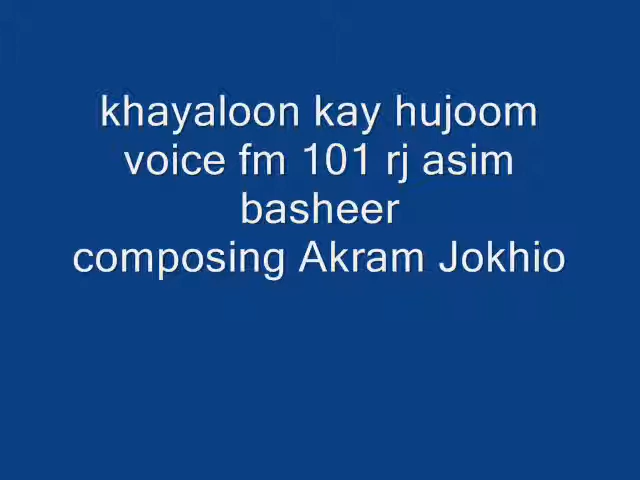 khayaloon kay hujoom
voice fm 101 rj asim
basheer
composing Akram Jokhio